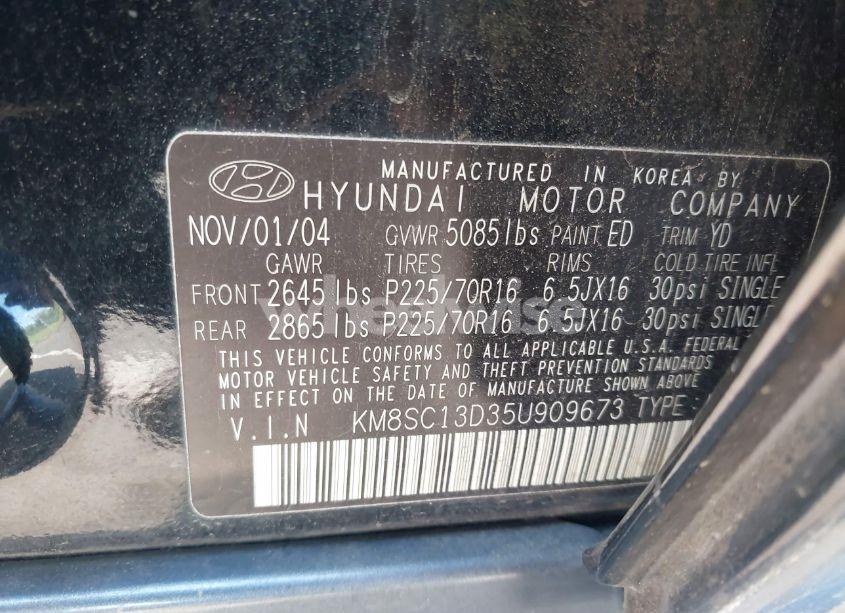 MANUFACTURED IN KOREA BY
HYUNDAI MOTOR COMPANY
NOV/01/04 GVWR 5085lbs PAINT ED TRIM YD
GAWR TIRES RIMS COLD TIRE INFL
FRONT 2645lbs P225/70R16 6.5JX16 30psi SINGLE
REAR 2865lbs P225/70R16 6.5JX16 30psi SINGLE
THIS VEHICLE CONFORMS TO ALL APPLICABLE U.S.A. FEDERAL
MOTOR VEHICLE SAFETY AND THEFT PREVENTION STANDARDS
IN EFFECT ON THE DATE OF MANUFACTURE SHOWN ABOVE
V.I.N KM8SC13D35U909673 TYPE :